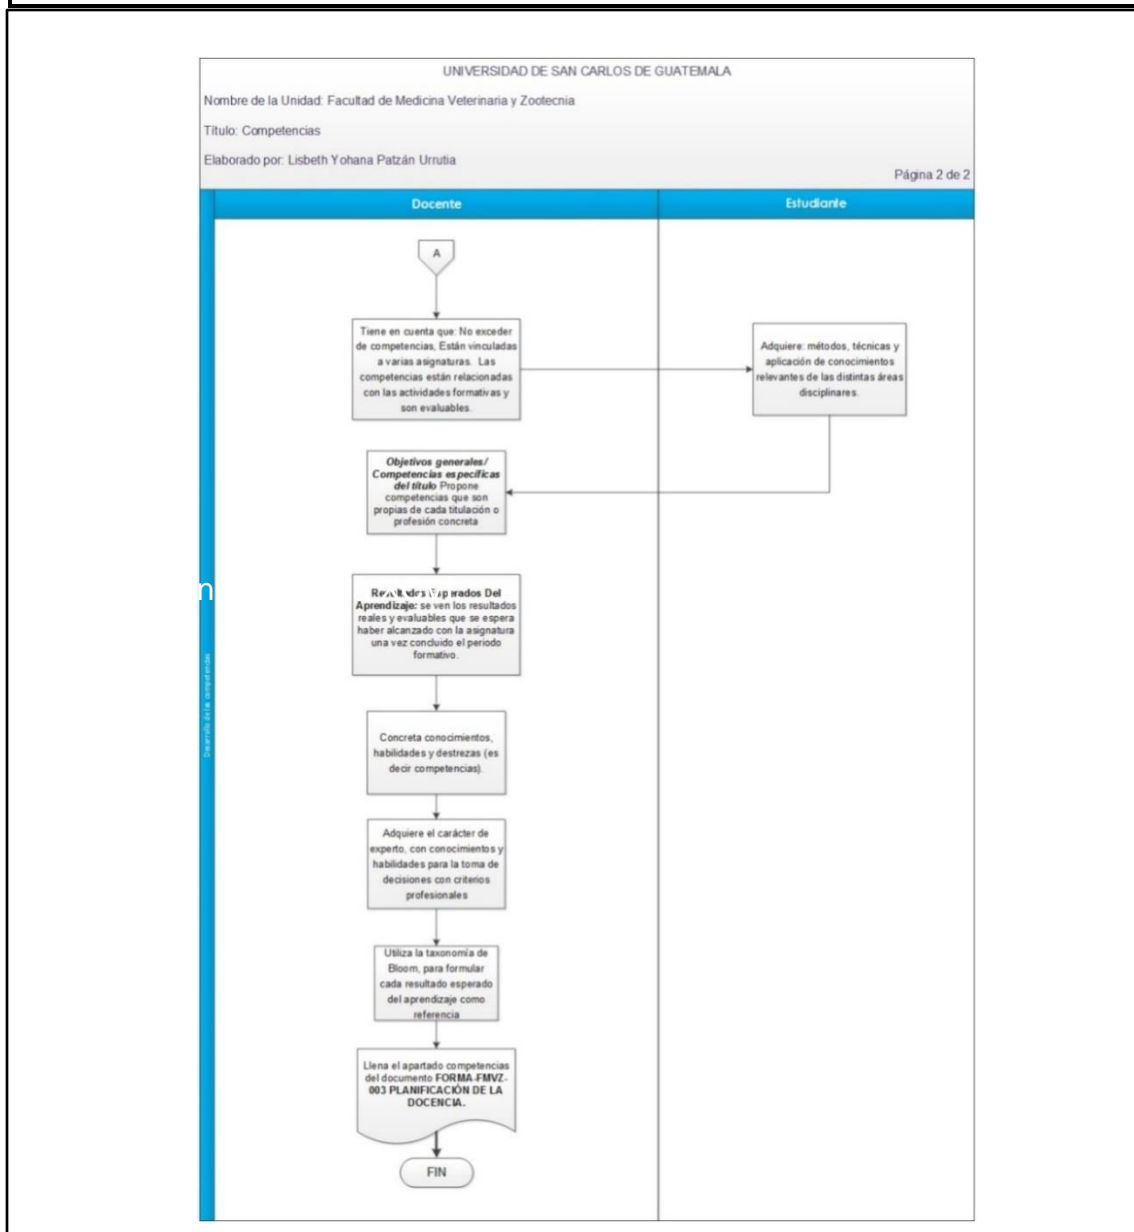 UNIVERSIDAD DE SAN CARLOS DE GUATEMALA
Nombre de la Unidad: Facultad de Medicina Veterinaria y Zootecnia
Título: Competencias
Elaborado por: Lisbeth Yohana Patzán Urrutia
Página 2 de 2
Docente
Estudiante
A
Tiene en cuenta que: No exceder
de competencias, Están vinculadas
a varias asignaturas. Las
competencias están relacionadas
con las actividades formativas y
son evaluables.
Adquiere: métodos, técnicas y
aplicación de conocimientos
relevantes de las distintas áreas
disciplinares.
Objetivos generales/
Competencias específicas
del título Propone
competencias que son
propias de cada titulación o
profesión concreta
n
Del
Aprendizaje: se ven los resultados
reales y evaluables que se espera
haber alcanzado con la asignatura
una vez concluido el periodo
formativo.
Desarrollo de las competencias
Concreta conocimientos,
habilidades y destrezas (es
decir competencias).
Adquiere el carácter de
experto, con conocimientos y
habilidades para la toma de
decisiones con criterios
profesionales
Utiliza la taxonomía de
Bloom, para formular
cada resultado esperado
del aprendizaje como
referencia
Llena el apartado competencias
del documento FORMA-FMVZ-
003 PLANIFICACIÓN DE LA
DOCENCIA.
FIN